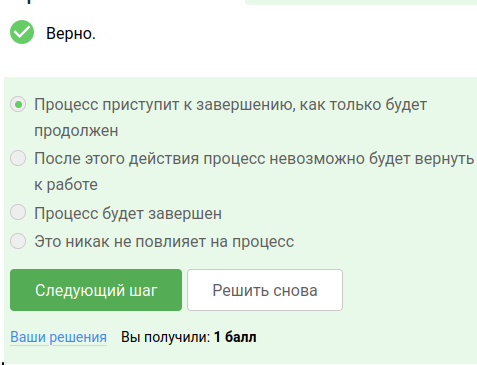 Верно.
Процесс приступит к завершению, как только будет
продолжен
После этого действия процесс невозможно будет вернуть
к работе
Процесс будет завершен
Это никак не повлияет на процесс
Следующий шаг
Решить снова
Ваши решения Вы получили: 1 балл